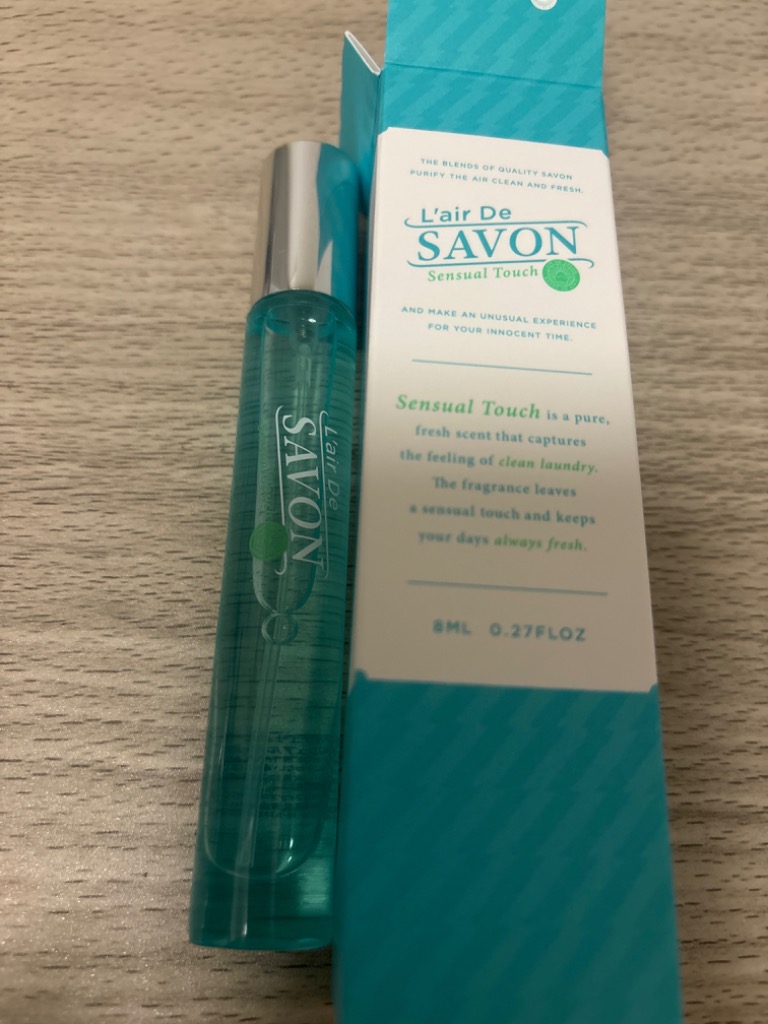 THE BLENDS OF QUALITY SAVON
PURIFY THE AIR CLEAN AND FRESH.
L'air De
SAVON
Sensual Touch
AND MAKE AN UNUSUAL EXPERIENCE
FOR YOUR INNOCENT TIME.
Sensual Touch is a pure,
fresh scent that captures
the feeling of clean laundry.
The fragrance leaves
a sensual touch and keeps
your days always fresh.
8ML 0.27FLOZ
L'air De
SAVON